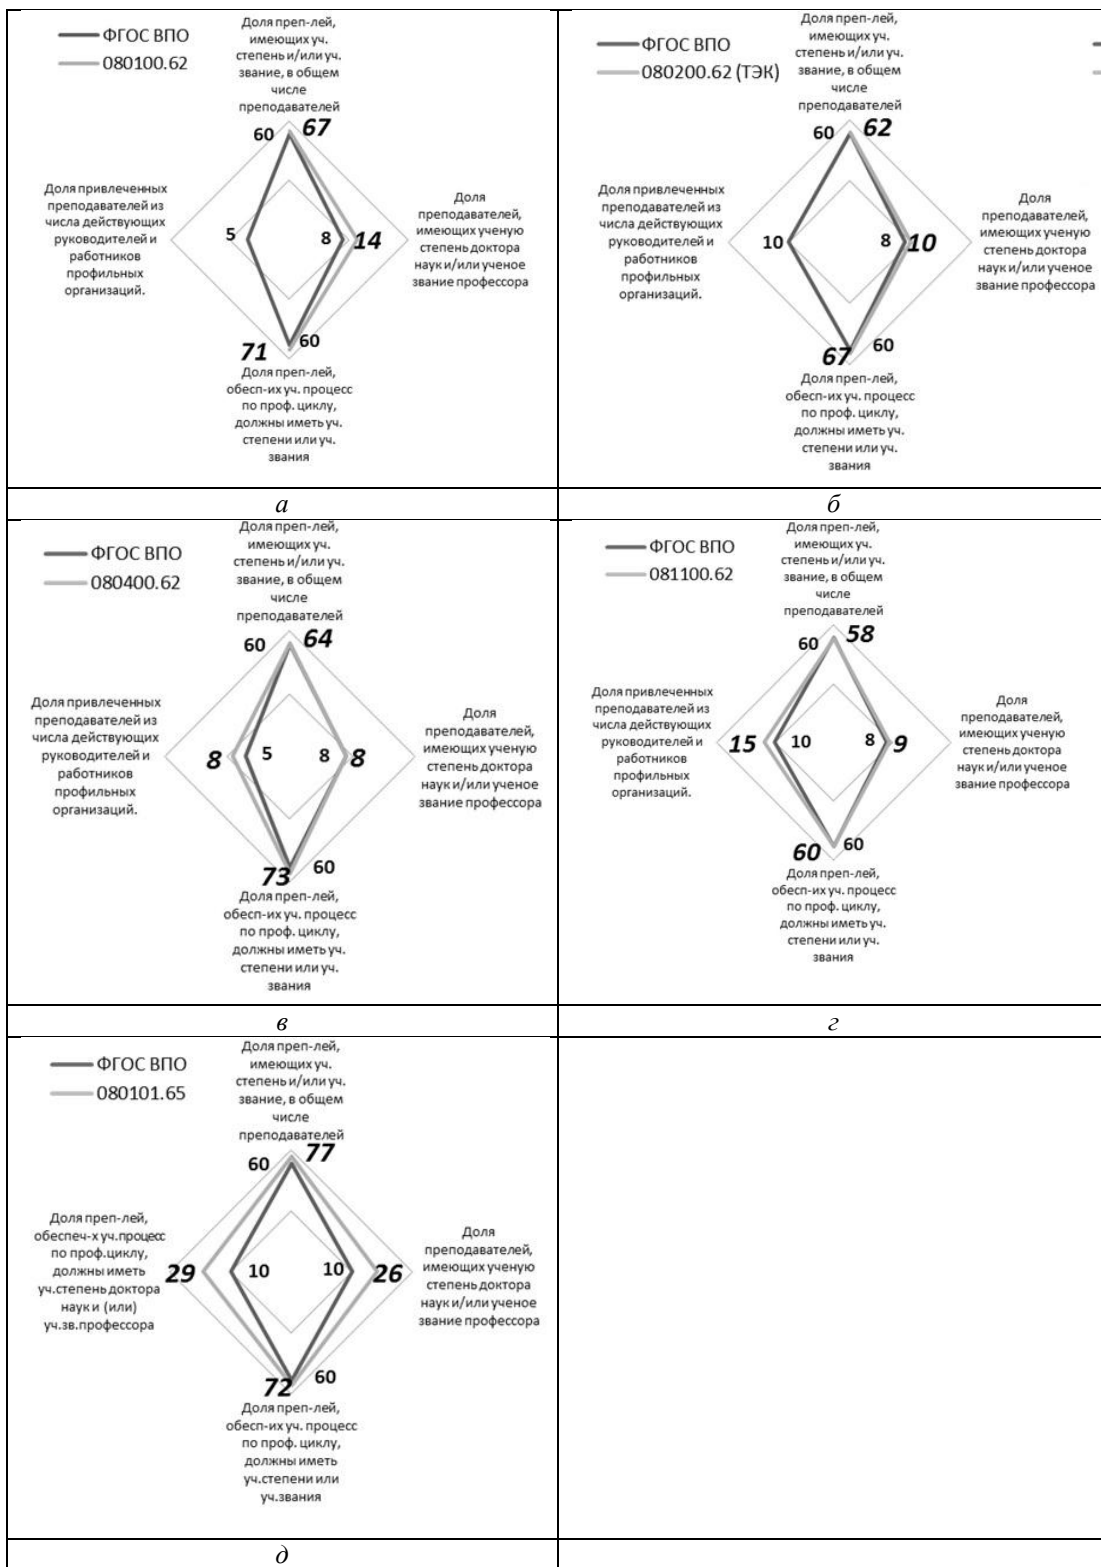 ФГОС ВПО
080100.62
Доля преп-лей,
имеющих уч.
степень и/или уч.
звание, в общем
числе
преподавателей
60
67
Доля привлеченных
преподавателей из
числа действующих
руководителей и
работников
профильных
организаций.
5
8
14
Доля
преподавателей,
имеющих ученую
степень доктора
наук и/или ученое
звание профессора
71
60
Доля преп-лей,
обесп-их уч. процесс
по проф. циклу,
должны иметь уч.
степени или уч.
звания
а
ФГОС ВПО
080200.62 (ТЭК)
Доля преп-лей,
имеющих уч.
степень и/или уч.
звание, в общем
числе
преподавателей
60
62
Доля привлеченных
преподавателей из
числа действующих
руководителей и
работников
профильных
организаций.
10
8
10
Доля
преподавателей,
имеющих ученую
степень доктора
наук и/или ученое
звание профессора
67
60
Доля преп-лей,
обесп-их уч. процесс
по проф. циклу,
должны иметь уч.
степени или уч.
звания
б
ФГОС ВПО
080400.62
Доля преп-лей,
имеющих уч.
степень и/или уч.
звание, в общем
числе
преподавателей
60
64
Доля привлеченных
преподавателей из
числа действующих
руководителей и
работников
профильных
организаций.
8
5
8
8
Доля
преподавателей,
имеющих ученую
степень доктора
наук и/или ученое
звание профессора
73
60
Доля преп-лей,
обесп-их уч. процесс
по проф. циклу,
должны иметь уч.
степени или уч.
звания
в
ФГОС ВПО
081100.62
Доля преп-лей,
имеющих уч.
степень и/или уч.
звание, в общем
числе
преподавателей
60
58
Доля привлеченных
преподавателей из
числа действующих
руководителей и
работников
профильных
организаций.
15
10
8
9
Доля
преподавателей,
имеющих ученую
степень доктора
наук и/или ученое
звание профессора
60
60
Доля преп-лей,
обесп-их уч. процесс
по проф. циклу,
должны иметь уч.
степени или уч.
звания
г
ФГОС ВПО
080101.65
Доля преп-лей,
имеющих уч.
степень и/или уч.
звание, в общем
числе
преподавателей
60
77
Доля преп-лей,
обеспеч-х уч.процесс
по проф.циклу,
должны иметь
уч.степень доктора
наук и (или)
уч.зв.профессора
29
10
10
26
Доля
преподавателей,
имеющих ученую
степень доктора
наук и/или ученое
звание профессора
72
60
Доля преп-лей,
обесп-их уч. процесс
по проф. циклу,
должны иметь
уч.степени или
уч.звания
д